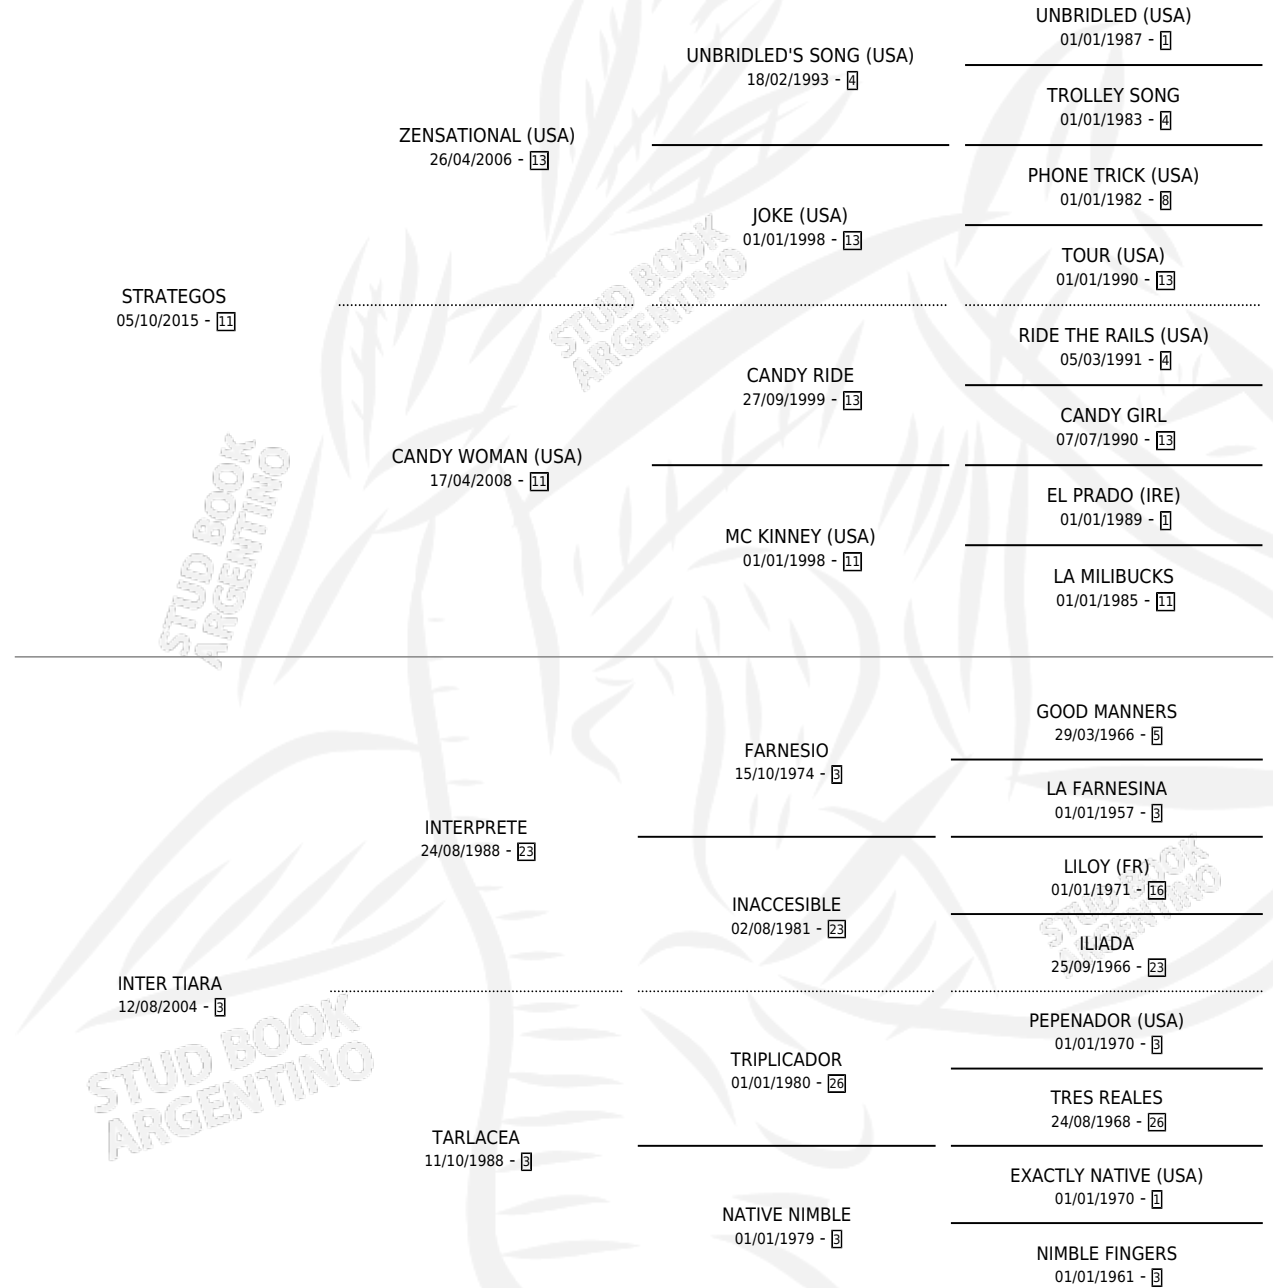 UNBRIDLED (USA)
01/01/1987 - 1
UNBRIDLED'S SONG (USA)
18/02/1993 - 4
TROLLEY SONG
01/01/1983 - 4
ZENSATIONAL (USA)
26/04/2006 - 13
PHONE TRICK (USA)
01/01/1982 - 8
JOKE (USA)
01/01/1998 - 13
TOUR (USA)
01/01/1990 - 13
STRATEGOS
05/10/2015 - 11
RIDE THE RAILS (USA)
05/03/1991 - 4
CANDY RIDE
27/09/1999 - 13
CANDY GIRL
07/07/1990 - 13
CANDY WOMAN (USA)
17/04/2008 - 11
EL PRADO (IRE)
01/01/1989 - 1
MC KINNEY (USA)
01/01/1998 - 11
LA MILIBUCKS
01/01/1985 - 11
GOOD MANNERS
29/03/1966 - 5
FARNESIO
15/10/1974 - 3
LA FARNESINA
01/01/1957 - 3
INTERPRETE
24/08/1988 - 23
LILOY (FR)
01/01/1971 - 16
INACCESIBLE
02/08/1981 - 23
ILIADA
25/09/1966 - 23
INTER TIARA
12/08/2004 - 3
PEPENADOR (USA)
01/01/1970 - 3
TRIPLICADOR
01/01/1980 - 26
TRES REALES
24/08/1968 - 26
TARLACEA
11/10/1988 - 3
EXACTLY NATIVE (USA)
01/01/1970 - 1
NATIVE NIMBLE
01/01/1979 - 3
NIMBLE FINGERS
01/01/1961 - 3
STUD BOOK
ARGENTINO
STUD BOOK
ARGENTINO
STUD BOOK
ARGENTINO
STUD BOOK
ARGENTINO